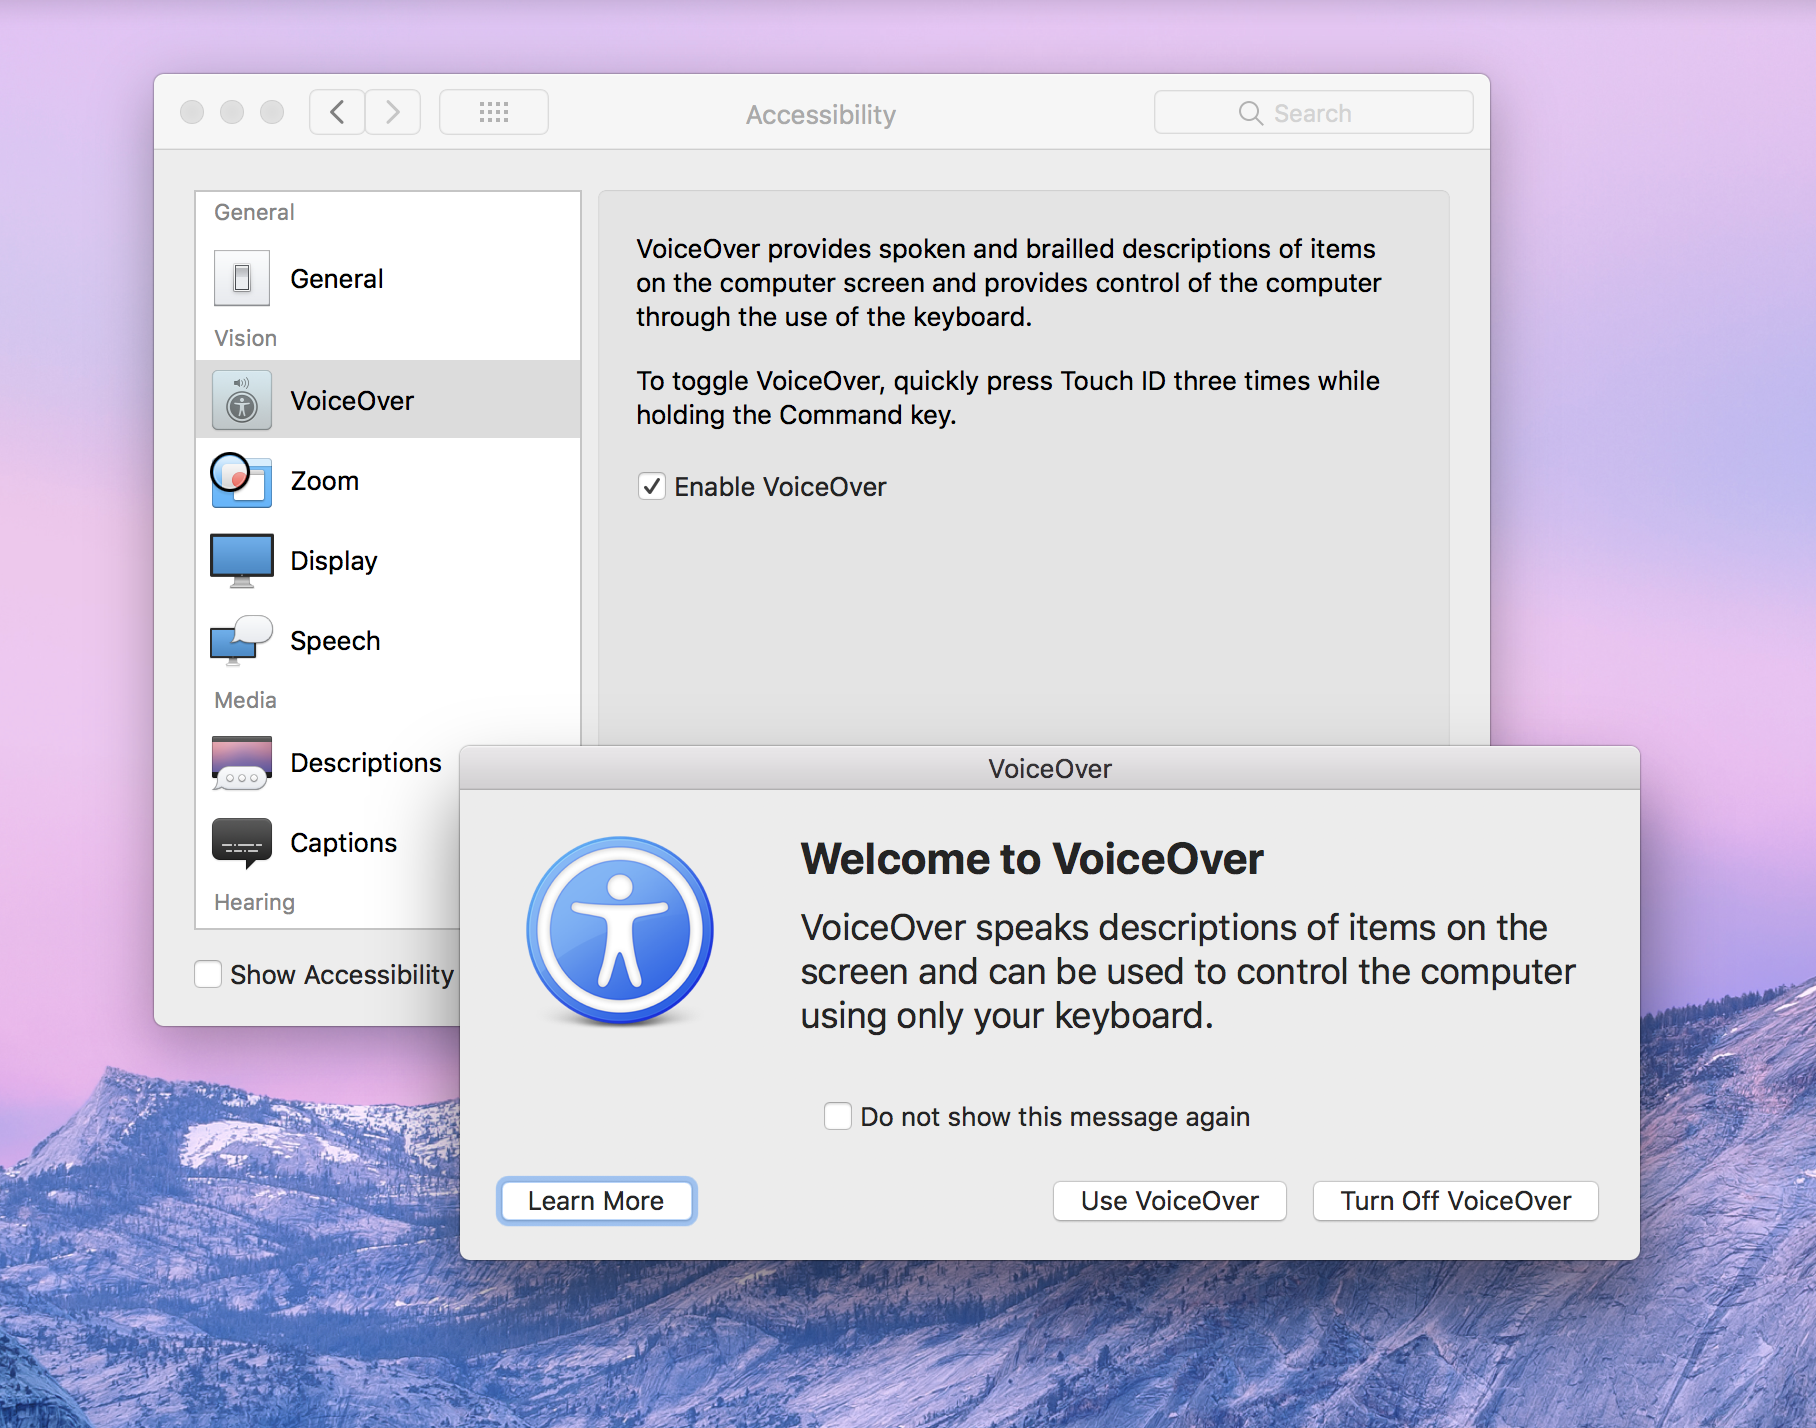 Accessibility
Search
General
General
Vision
VoiceOver
Zoom
Display
Speech
Media
Descriptions
Captions
Hearing
Show Accessibility
VoiceOver provides spoken and brailled descriptions of items
on the computer screen and provides control of the computer
through the use of the keyboard.
To toggle VoiceOver, quickly press Touch ID three times while
holding the Command key.
Enable VoiceOver
VoiceOver
Welcome to VoiceOver
VoiceOver speaks descriptions of items on the
screen and can be used to control the computer
using only your keyboard.
Do not show this message again
Learn More
Use VoiceOver
Turn Off VoiceOver